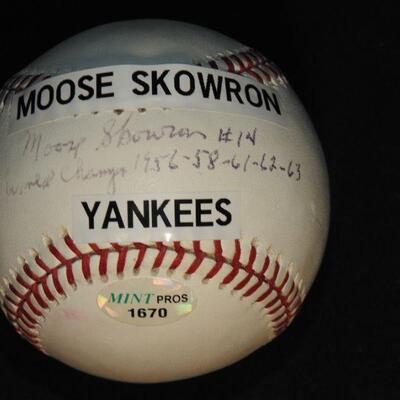 MOOSE SKOWRON
Moose Skowron #14
World Champs 1956-58-61-62-63
YANKEES
MINT PROS
1670